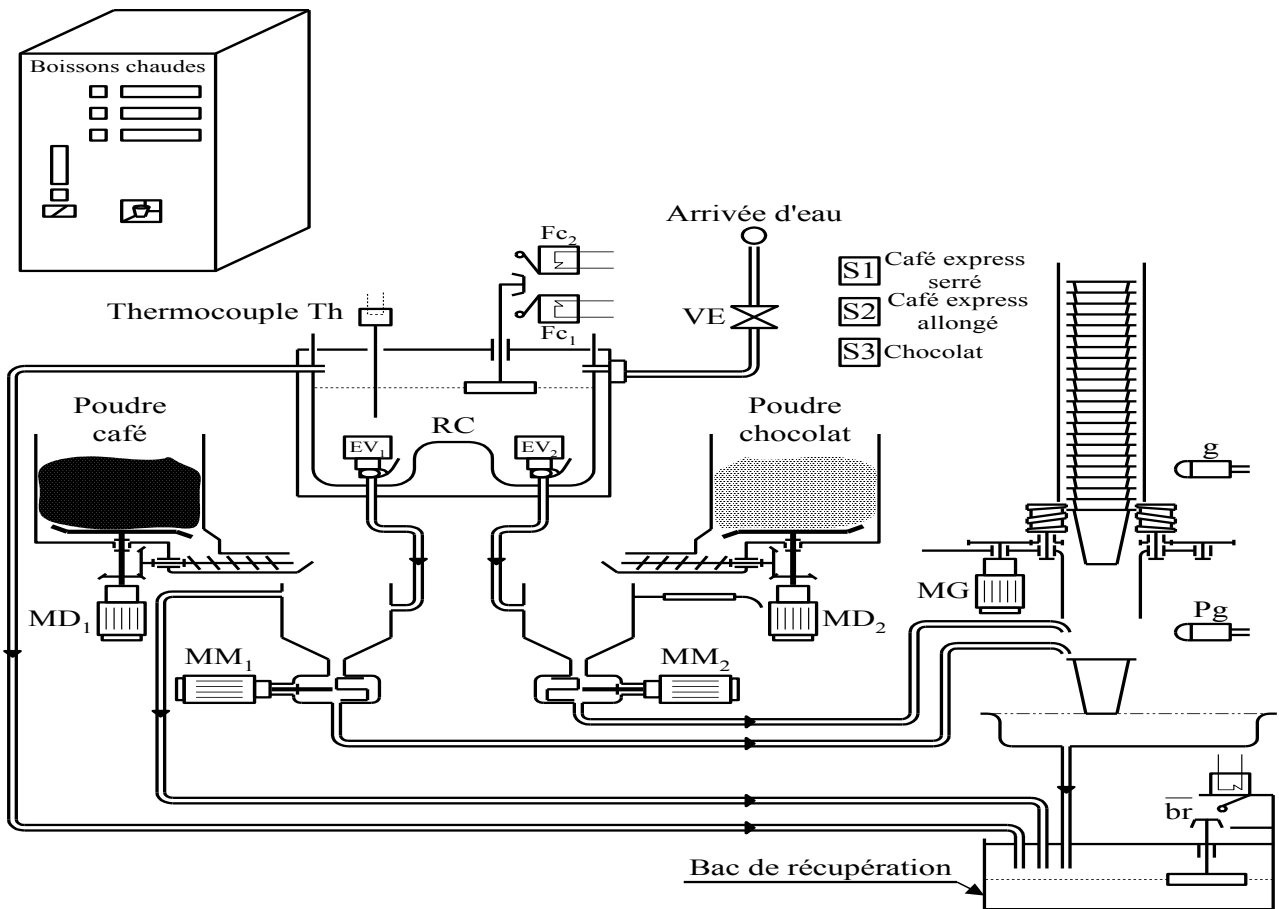 Boissons chaudes
Arrivée d'eau
Fc2
Fc1
Thermocouple Th
VE
S1 Café express serré
S2 Café express allongé
S3 Chocolat
Poudre café
RC
EV1
EV2
Poudre chocolat
g
MD1
MD2
MG
Pg
MM1
MM2
br
Bac de récupération